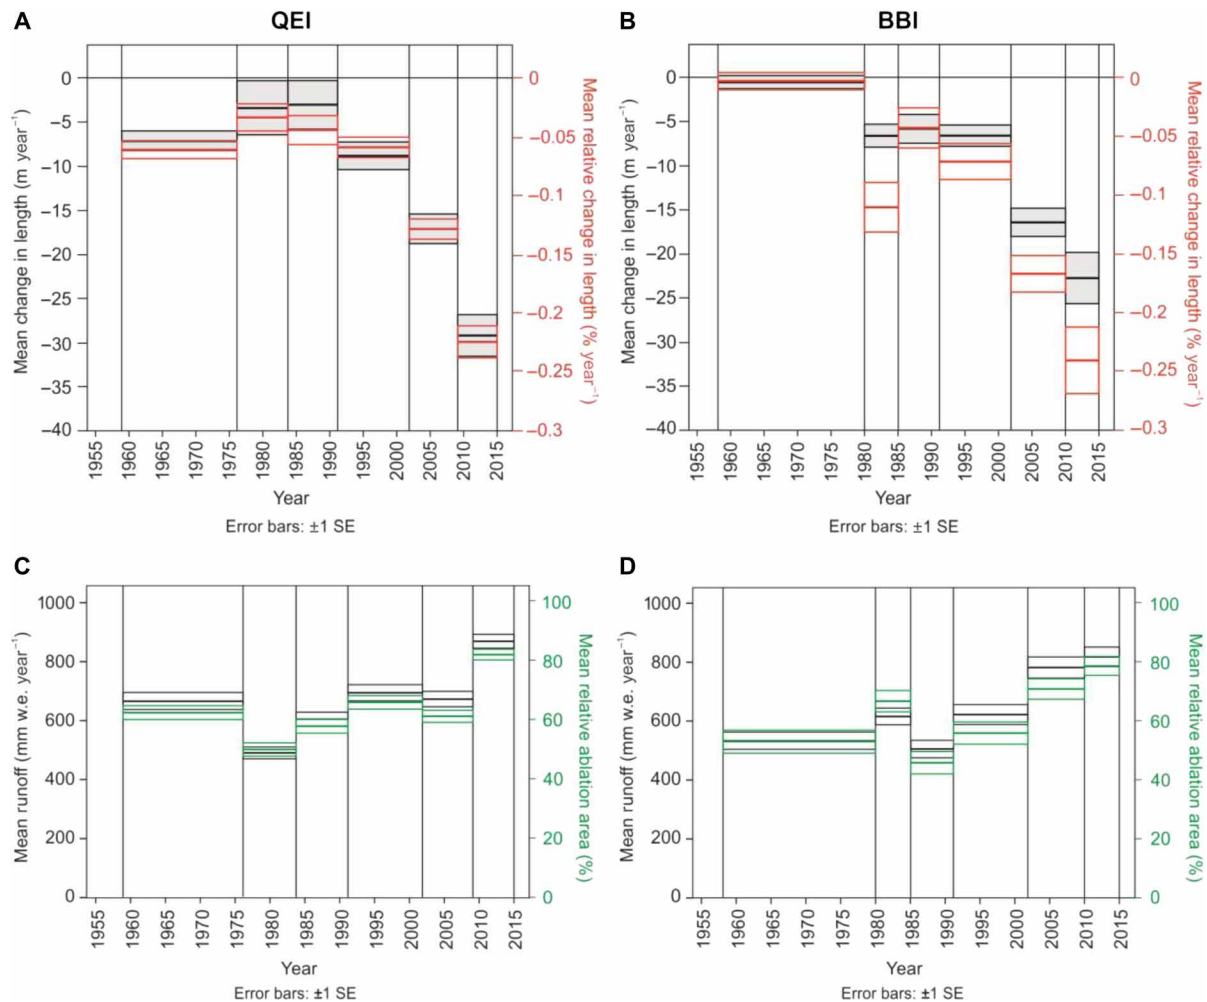 A
QEI
0
−5
−10
−15
−20
−25
−30
−35
−40
Mean change in length (m year⁻¹)
0
−0.05
−0.1
−0.15
−0.2
−0.25
−0.3
Mean relative change in length (% year⁻¹)
1955 1960 1965 1970 1975 1980 1985 1990 1995 2000 2005 2010 2015
Year
Error bars: ±1 SE
B
BBI
0
−5
−10
−15
−20
−25
−30
−35
−40
Mean change in length (m year⁻¹)
0
−0.05
−0.1
−0.15
−0.2
−0.25
−0.3
Mean relative change in length (% year⁻¹)
1955 1960 1965 1970 1975 1980 1985 1990 1995 2000 2005 2010 2015
Year
Error bars: ±1 SE
C
1000
800
600
400
200
0
Mean runoff (mm w.e. year⁻¹)
100
80
60
40
20
0
Mean relative ablation area (%)
1955 1960 1965 1970 1975 1980 1985 1990 1995 2000 2005 2010 2015
Year
Error bars: ±1 SE
D
1000
800
600
400
200
0
Mean runoff (mm w.e. year⁻¹)
100
80
60
40
20
0
Mean relative ablation area (%)
1955 1960 1965 1970 1975 1980 1985 1990 1995 2000 2005 2010 2015
Year
Error bars: ±1 SE